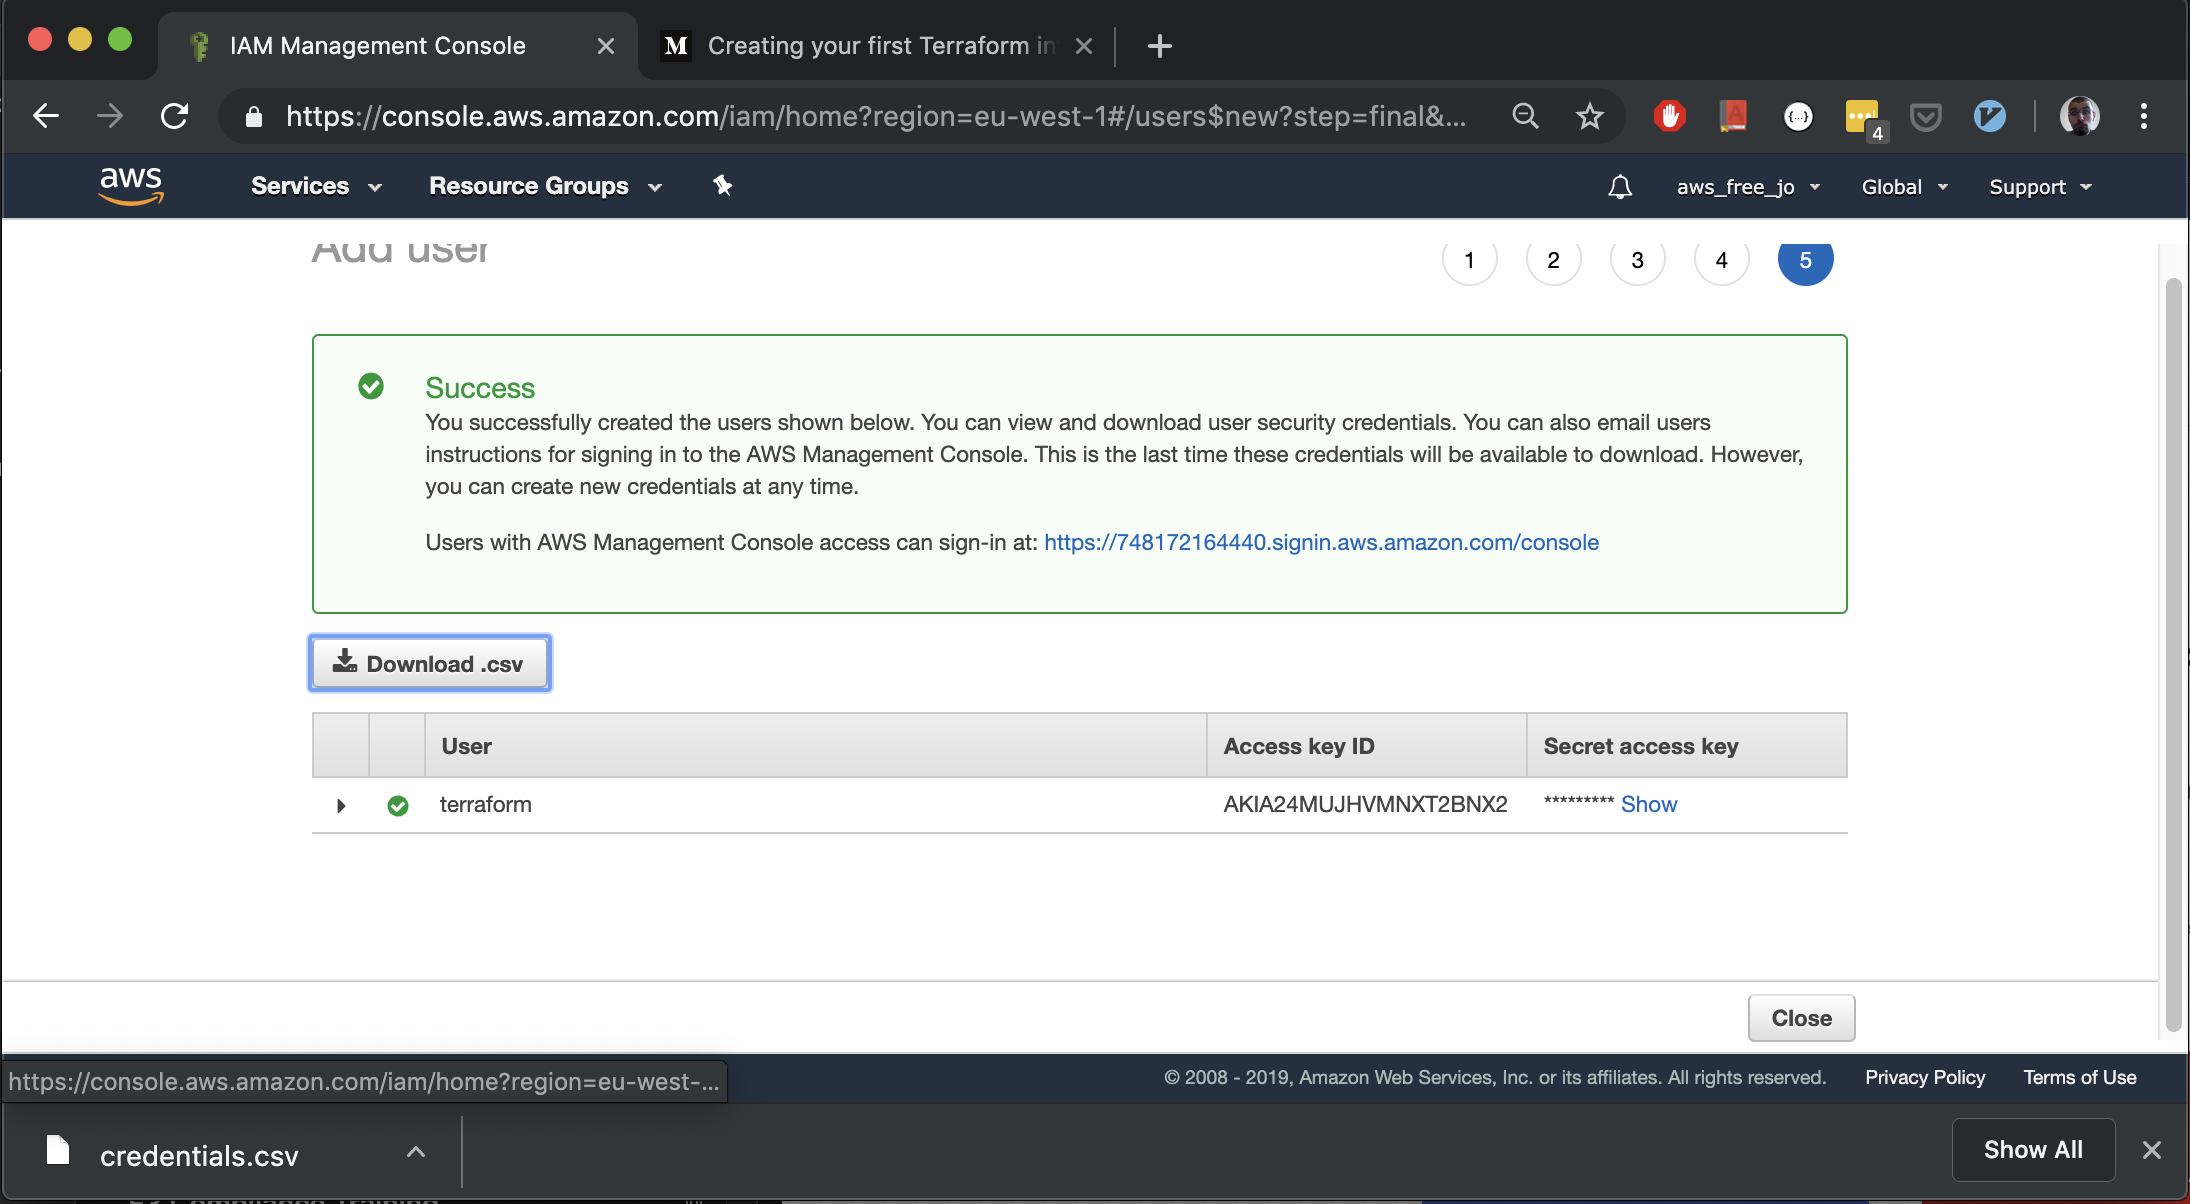 IAM Management Console
M Creating your first Terraform in
https://console.aws.amazon.com/iam/home?region=eu-west-1#/users$new?step=final&...
4
aws Services Resource Groups aws_free_jo Global Support
Add user 1 2 3 4 5
Success
You successfully created the users shown below. You can view and download user security credentials. You can also email users
instructions for signing in to the AWS Management Console. This is the last time these credentials will be available to download. However,
you can create new credentials at any time.
Users with AWS Management Console access can sign-in at: https://748172164440.signin.aws.amazon.com/console
Download .csv
User Access key ID Secret access key
terraform AKIA24MUJHVMNXT2BNX2 ********* Show
Close
https://console.aws.amazon.com/iam/home?region=eu-west-...
© 2008 - 2019, Amazon Web Services, Inc. or its affiliates. All rights reserved. Privacy Policy Terms of Use
credentials.csv Show All